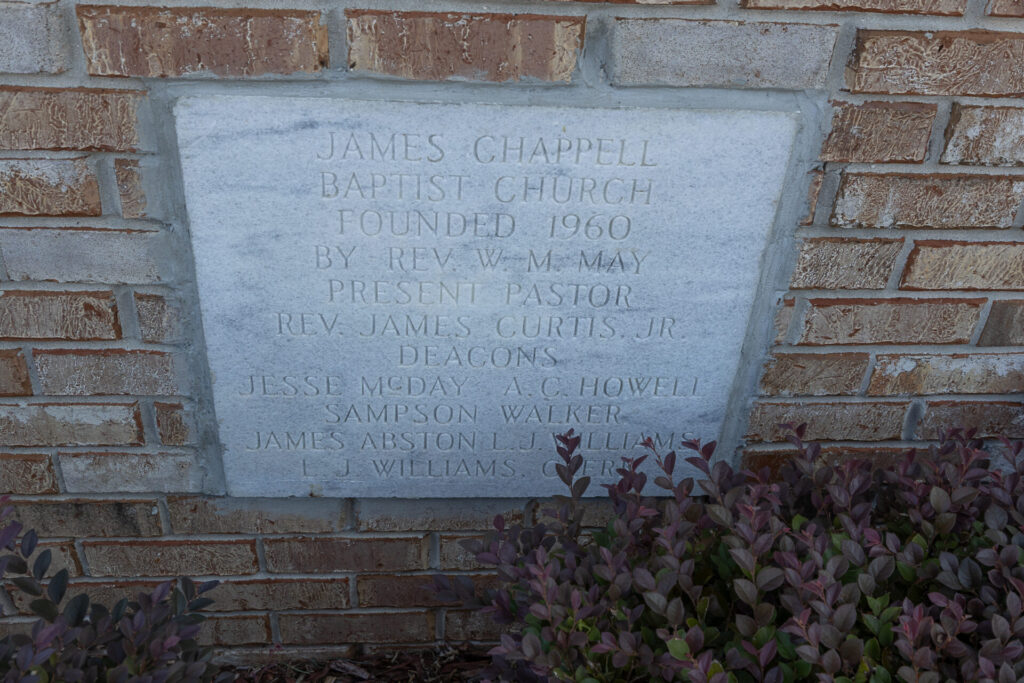 JAMES CHAPPELL
BAPTIST CHURCH
FOUNDED 1960
BY REV. W. M. MAY
PRESENT PASTOR
REV. JAMES CURTIS, JR.
DEACONS
JESSE McDAY A. C. HOWELL
SAMPSON WALKER
JAMES ABSTON L. J. WILLIAMS
L. J. WILLIAMS, CLERK